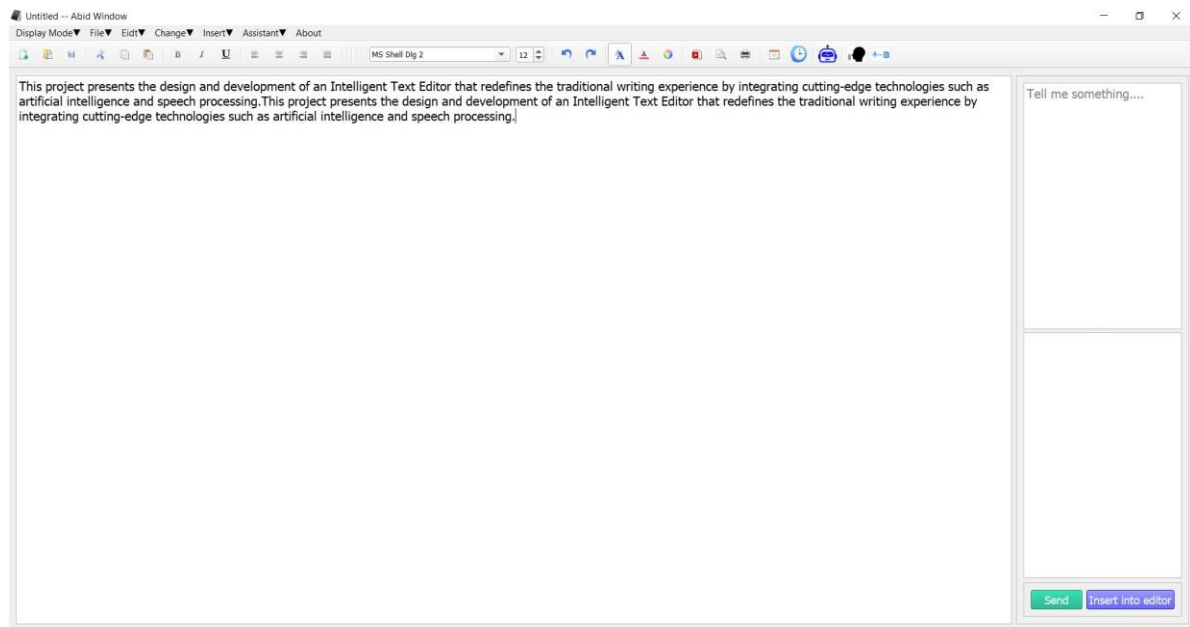 Untitled -- Abid Window
Display Mode▼ File▼ Eidt▼ Change▼ Insert▼ Assistant▼ About
B I U MS Shell Dlg 2 12 A A
This project presents the design and development of an Intelligent Text Editor that redefines the traditional writing experience by integrating cutting-edge technologies such as
artificial intelligence and speech processing.This project presents the design and development of an Intelligent Text Editor that redefines the traditional writing experience by
integrating cutting-edge technologies such as artificial intelligence and speech processing.
Tell me something....
Send Insert into editor